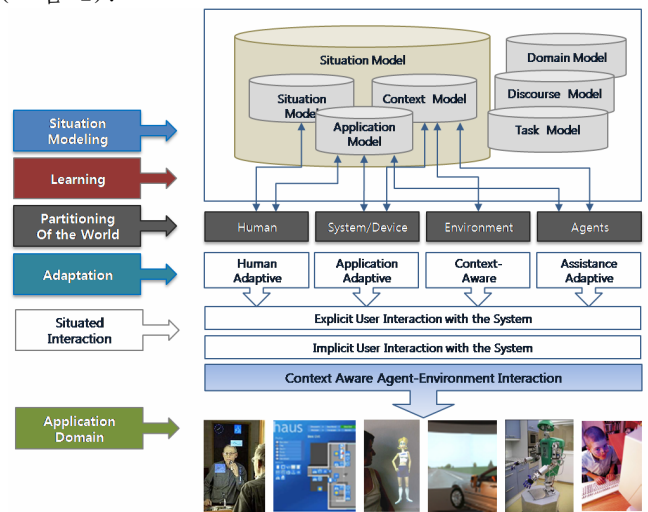 Situation Model
Domain Model
Situation
Model
Context Model
Discourse Model
Application
Model
Task Model
Situation
Modeling
Learning
Partitioning
Of the World
Human
System/Device
Environment
Agents
Adaptation
Human
Adaptive
Application
Adaptive
Context-
Aware
Assistance
Adaptive
Situated
Interaction
Explicit User Interaction with the System
Implicit User Interaction with the System
Context Aware Agent-Environment Interaction
Application
Domain
haus